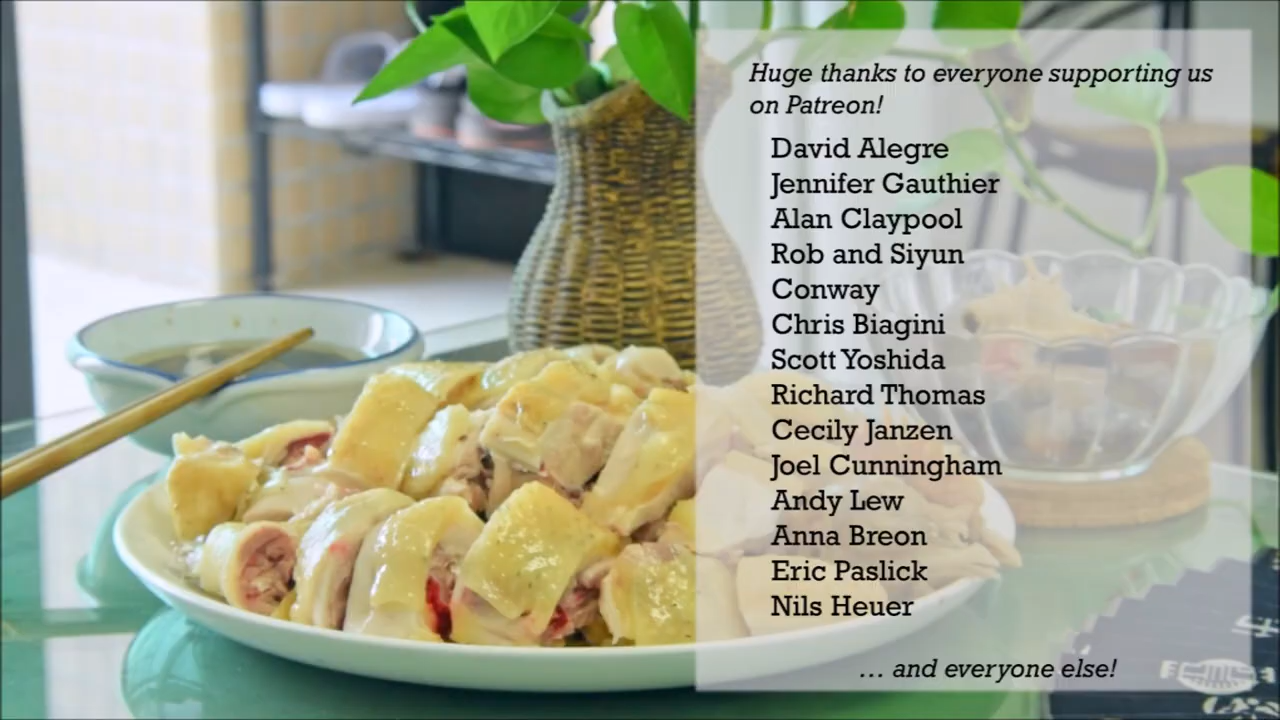 Huge thanks to everyone supporting us
on Patreon!
David Alegre
Jennifer Gauthier
Alan Claypool
Rob and Siyun
Conway
Chris Biagini
Scott Yoshida
Richard Thomas
Cecily Janzen
Joel Cunningham
Andy Lew
Anna Breon
Eric Paslick
Nils Heuer
... and everyone else!